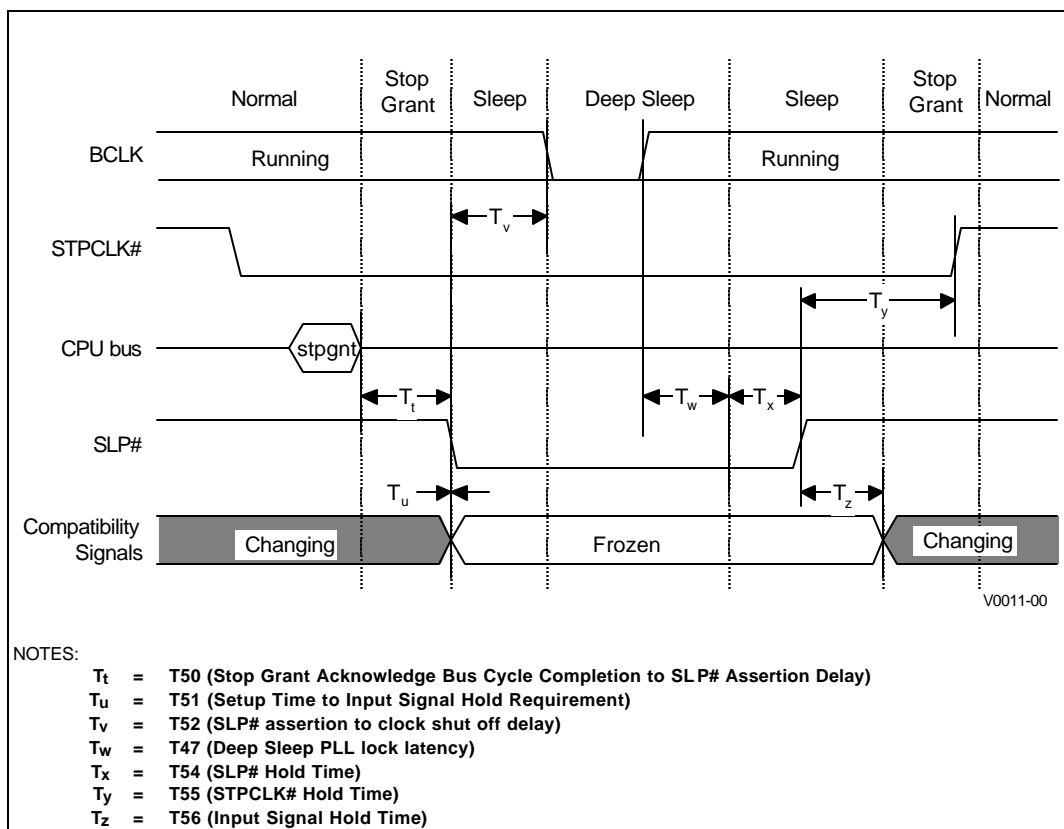 Normal Stop Grant Sleep Deep Sleep Sleep Stop Grant Normal
BCLK Running Running
Tv
STPCLK#
Ty
CPU bus stpgnt
Tt Tw Tx
SLP#
Tu Tz
Compatibility Signals Changing Frozen Changing
V0011-00
NOTES:
Tt = T50 (Stop Grant Acknowledge Bus Cycle Completion to SLP# Assertion Delay)
Tu = T51 (Setup Time to Input Signal Hold Requirement)
Tv = T52 (SLP# assertion to clock shut off delay)
Tw = T47 (Deep Sleep PLL lock latency)
Tx = T54 (SLP# Hold Time)
Ty = T55 (STPCLK# Hold Time)
Tz = T56 (Input Signal Hold Time)